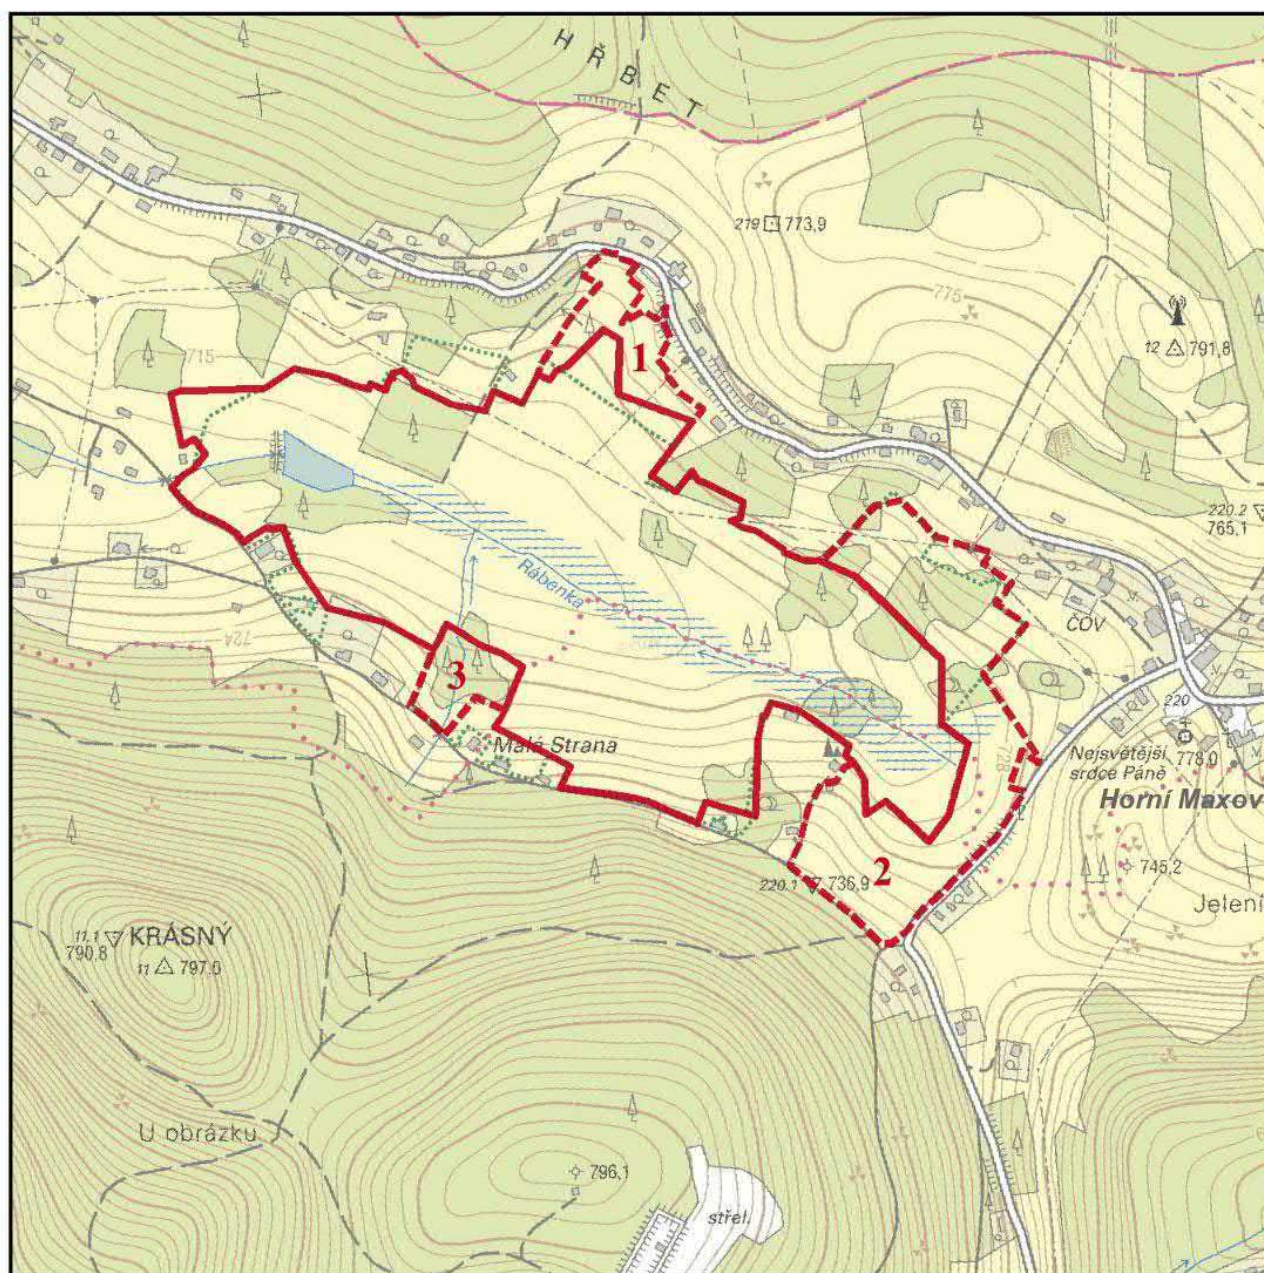 HŘBET
219 773,9
775
12 791,8
715
1
220.2
765,1
Rábenka
ČOV
3
220
Malá Strana
728
Nejsvětější
srdce Páně
778,0
Horní Maxov
2
220.1 736,9
745,2
Jelení
11.1 KRÁSNÝ
790,8
11 797,0
U obrázku
796,1
střel.